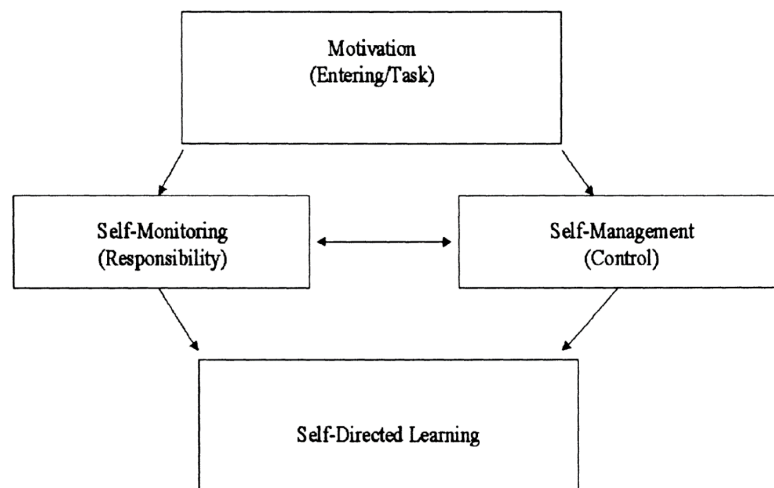 Motivation
(Entering/Task)
Self-Monitoring
(Responsibility)
Self-Management
(Control)
Self-Directed Learning